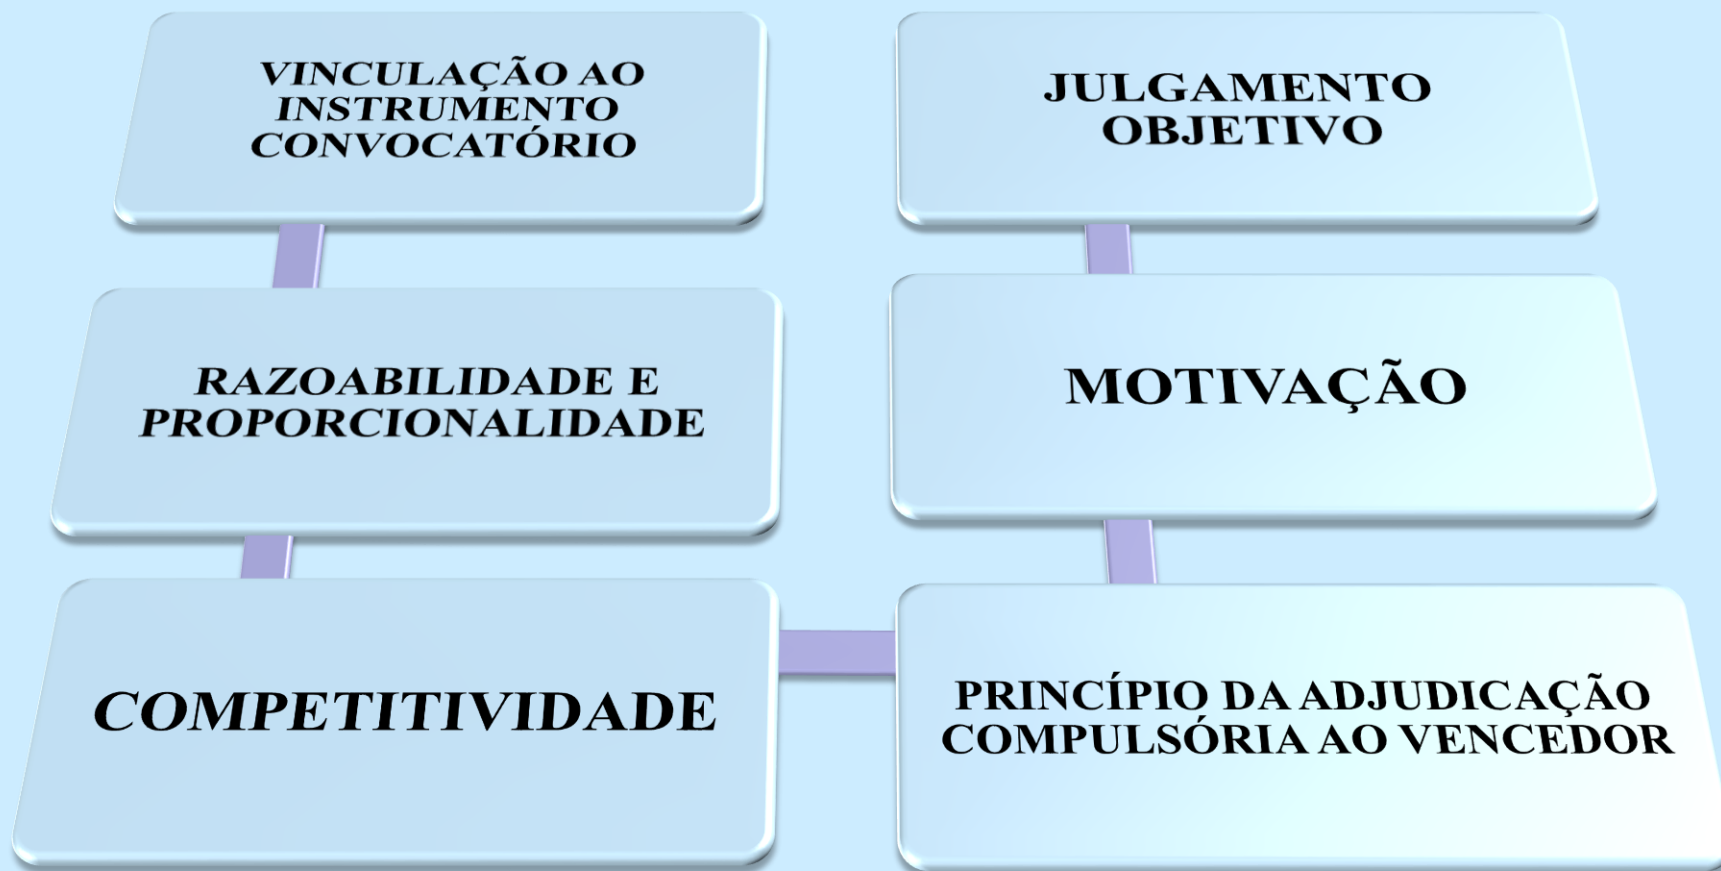 VINCULAÇÃO AO
INSTRUMENTO
CONVOCATÓRIO
RAZOABILIDADE E
PROPORCIONALIDADE
COMPETITIVIDADE
JULGAMENTO
OBJETIVO
MOTIVAÇÃO
PRINCÍPIO DA ADJUDICAÇÃO
COMPULSÓRIA AO VENCEDOR